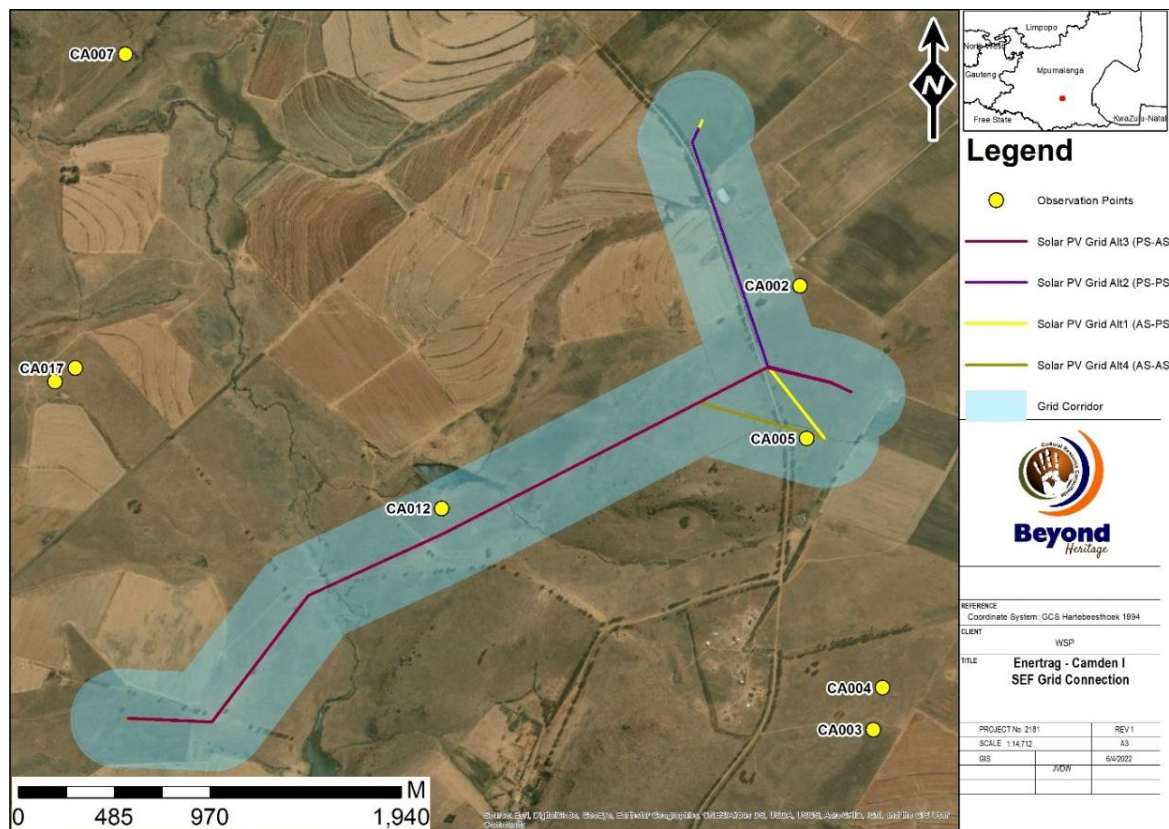 CA007
CA002
CA017
CA005
CA012
CA004
CA003
N
M
0 485 970 1,940
Limpopo
Mpumalanga
Gauteng
Free State
KwaZulu-Natal
Legend
Observation Points
Solar PV Grid Alt3 (PS-AS
Solar PV Grid Alt2 (PS-PS
Solar PV Grid Alt1 (AS-PS
Solar PV Grid Alt4 (AS-AS
Grid Corridor
Beyond
Heritage
REFERENCE
Coordinate System: GCS Hartebeesthoek 1994
CLIENT
WSP
TITLE
Enertrag - Camden I
SEF Grid Connection
PROJECT No. 2181 REV 1
SCALE 1:14,712 A3
GIS 6/4/2022
JVDW